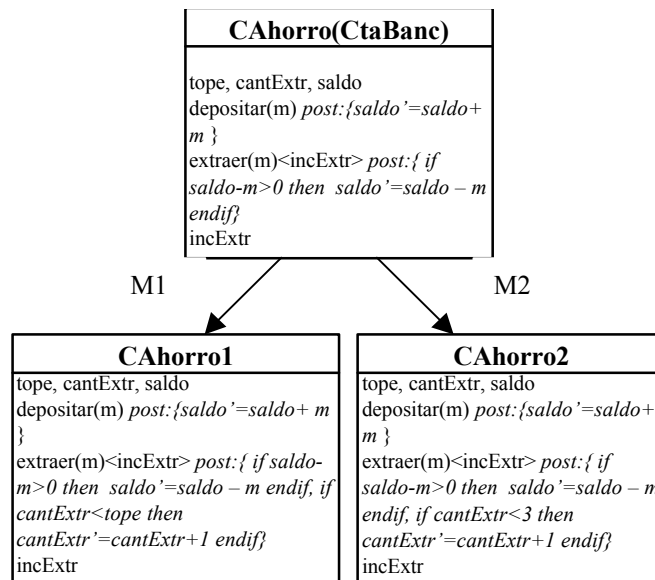 CAhorro(CtaBanc)
tope, cantExtr, saldo
depositar(m) post:{saldo’=saldo+
m }
extraer(m)<incExtr> post:{ if
saldo-m>0 then saldo’=saldo – m
endif}
incExtr
M1
M2
CAhorro1
tope, cantExtr, saldo
depositar(m) post:{saldo’=saldo+ m
}
extraer(m)<incExtr> post:{ if saldo-
m>0 then saldo’=saldo – m endif, if
cantExtr<tope then
cantExtr’=cantExtr+1 endif}
incExtr
CAhorro2
tope, cantExtr, saldo
depositar(m) post:{saldo’=saldo+
m }
extraer(m)<incExtr> post:{ if
saldo-m>0 then saldo’=saldo – m
endif, if cantExtr<3 then
cantExtr’=cantExtr+1 endif}
incExtr